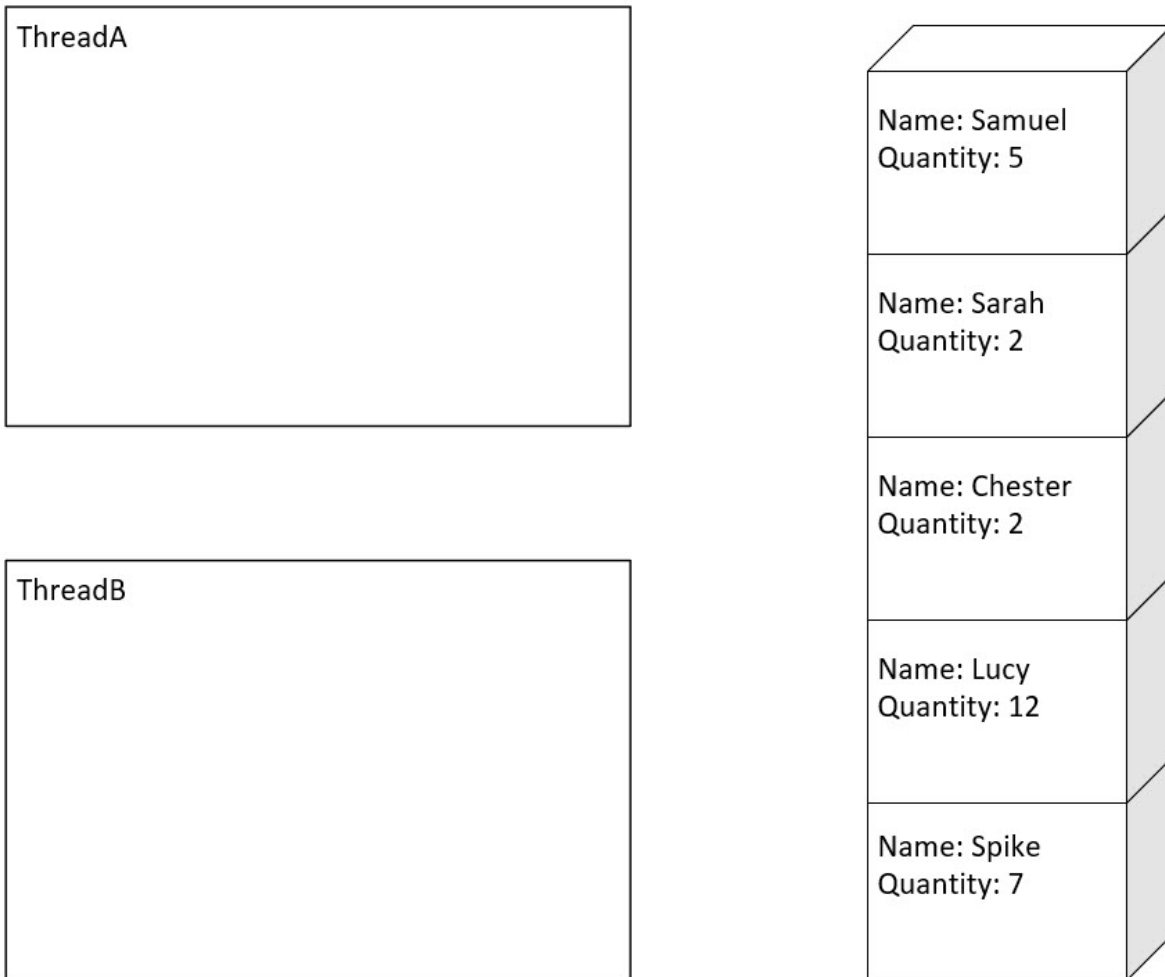 ThreadA
Name: Samuel
Quantity: 5
Name: Sarah
Quantity: 2
Name: Chester
Quantity: 2
ThreadB
Name: Lucy
Quantity: 12
Name: Spike
Quantity: 7